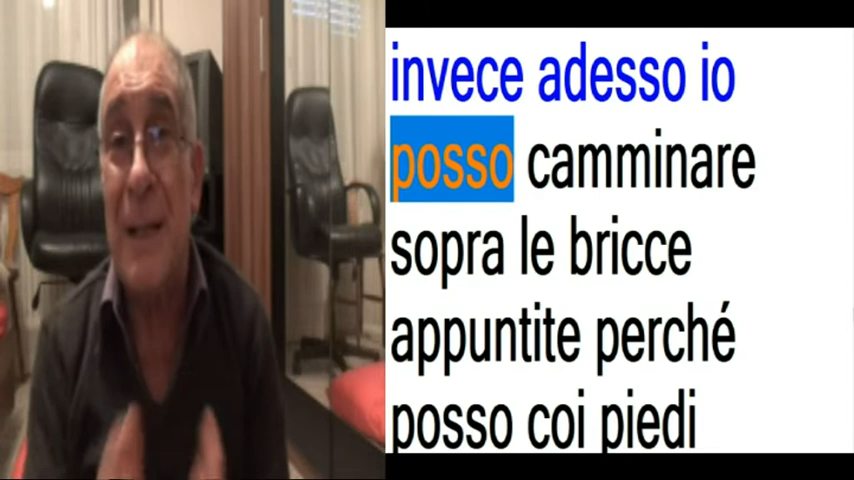 invece adesso io
posso camminare
sopra le bricce
appuntite perché
posso coi piedi